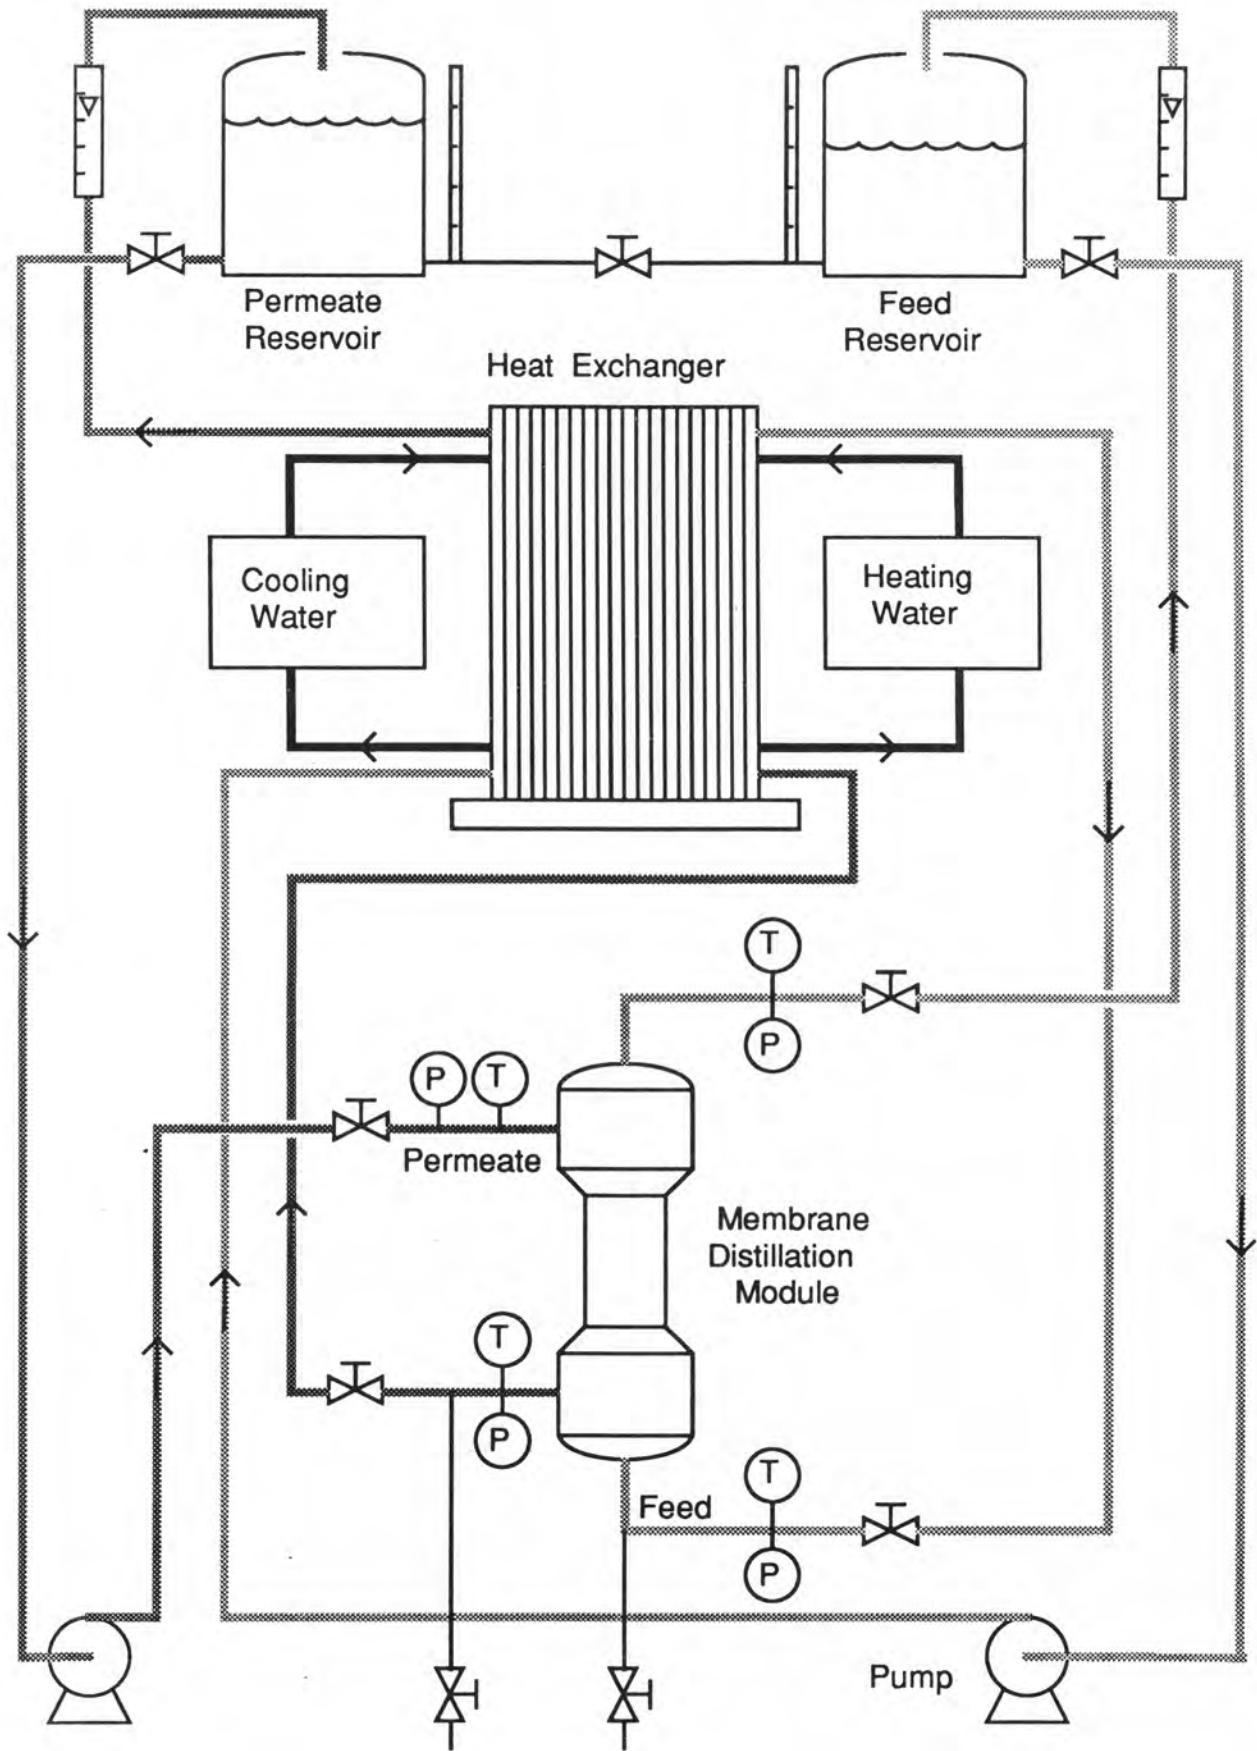 Permeate
Reservoir
Feed
Reservoir
Heat Exchanger
Cooling
Water
Heating
Water
T
P
P
T
Permeate
Membrane
Distillation
Module
T
P
T
Feed
P
Pump